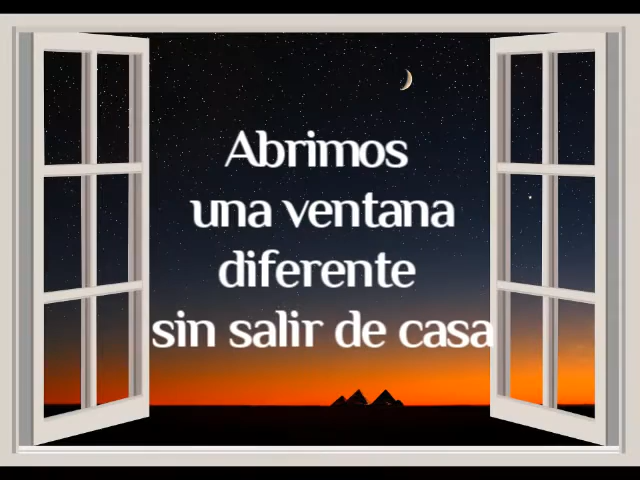 Abrimos
una ventana
diferente
sin salir de casa